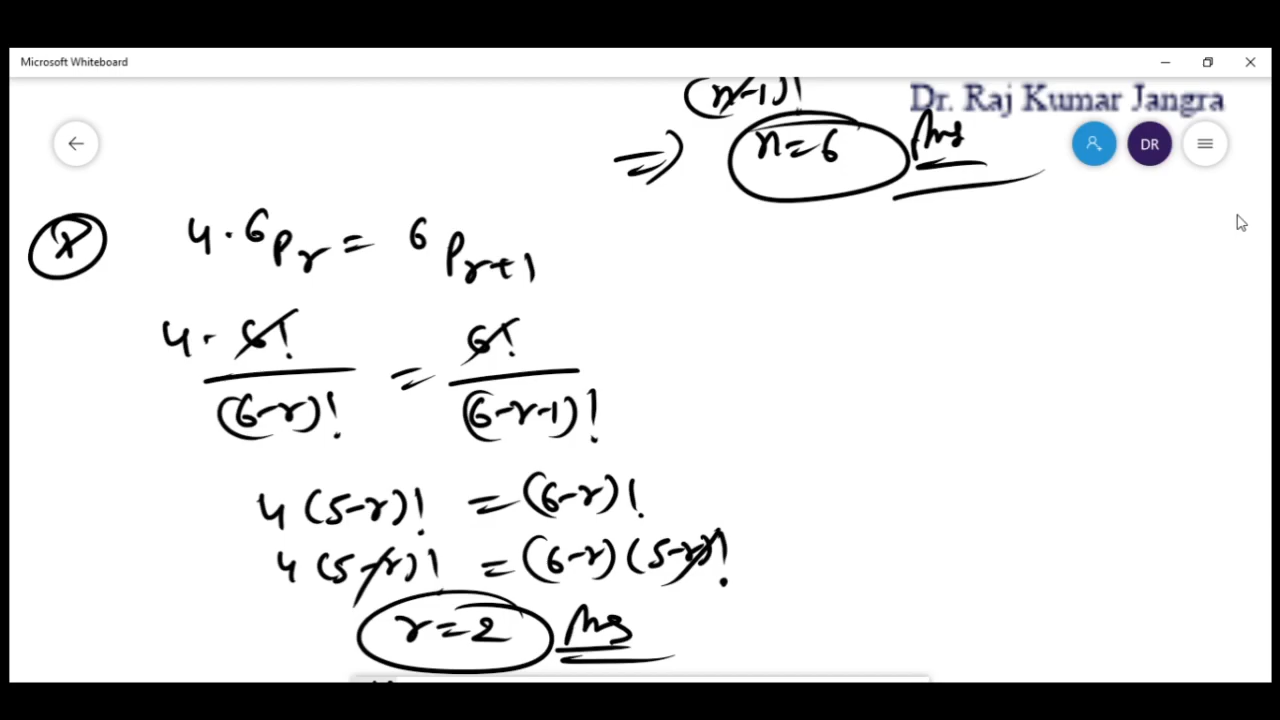 Microsoft Whiteboard
(n-1)!
Dr. Raj Kumar Jangra
⇒ n=6 Ans
DR
4·⁶Pᵣ = ⁶Pᵣ₊₁
4·6!/(6-r)! = 6!/(6-r-1)!
4(5-r)! = (6-r)!
4(5-r)! = (6-r)(5-r)!
r=2 Ans